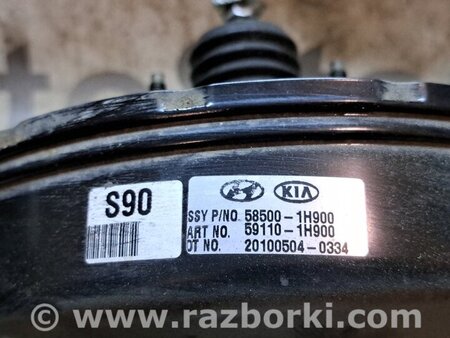 S90
KIA
SSY P/NO. 58500-1H900
ART NO. 59110-1H900
OT NO. 20100504-0334
© www.razborki.com